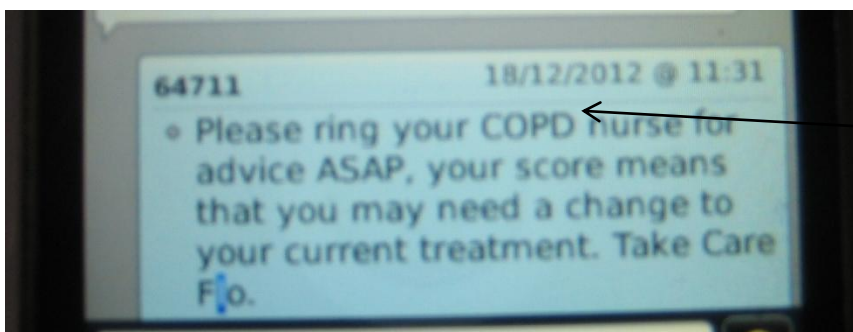 64711 18/12/2012 @ 11:31
Please ring your COPD nurse for
advice ASAP, your score means
that you may need a change to
your current treatment. Take Care
Flo.